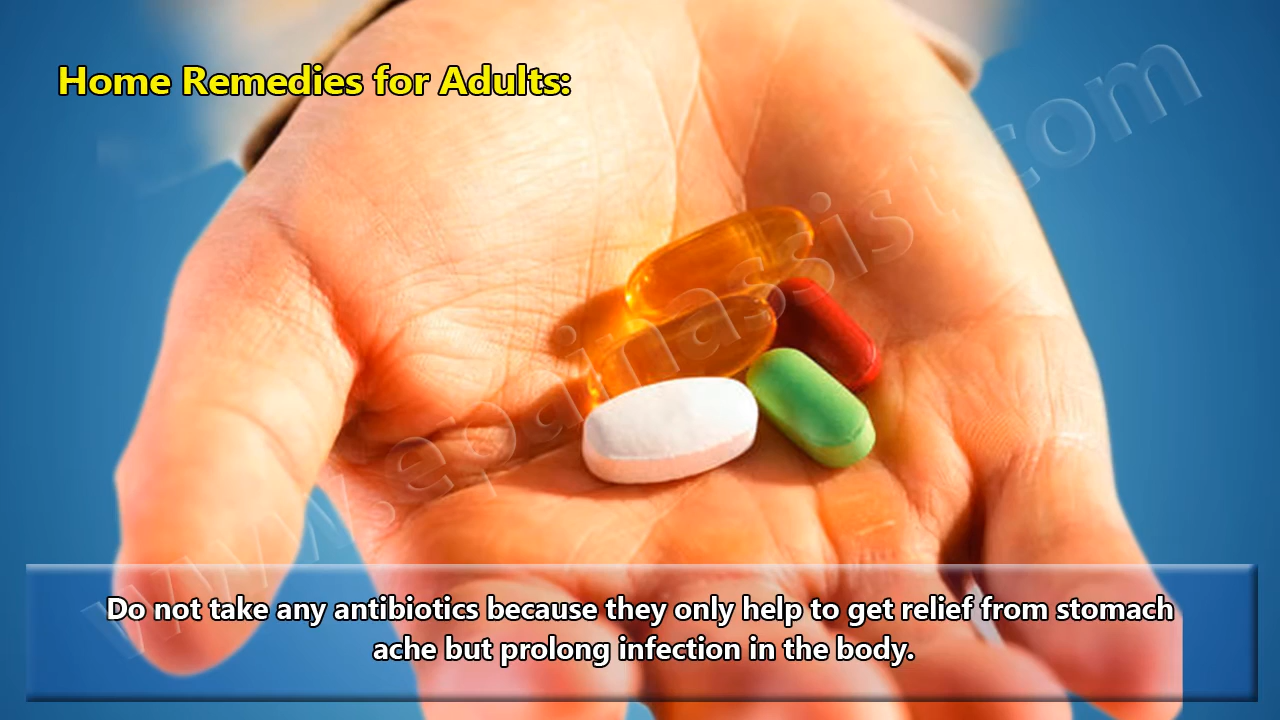 Home Remedies for Adults:
www.epainassist.com
Do not take any antibiotics because they only help to get relief from stomach
ache but prolong infection in the body.